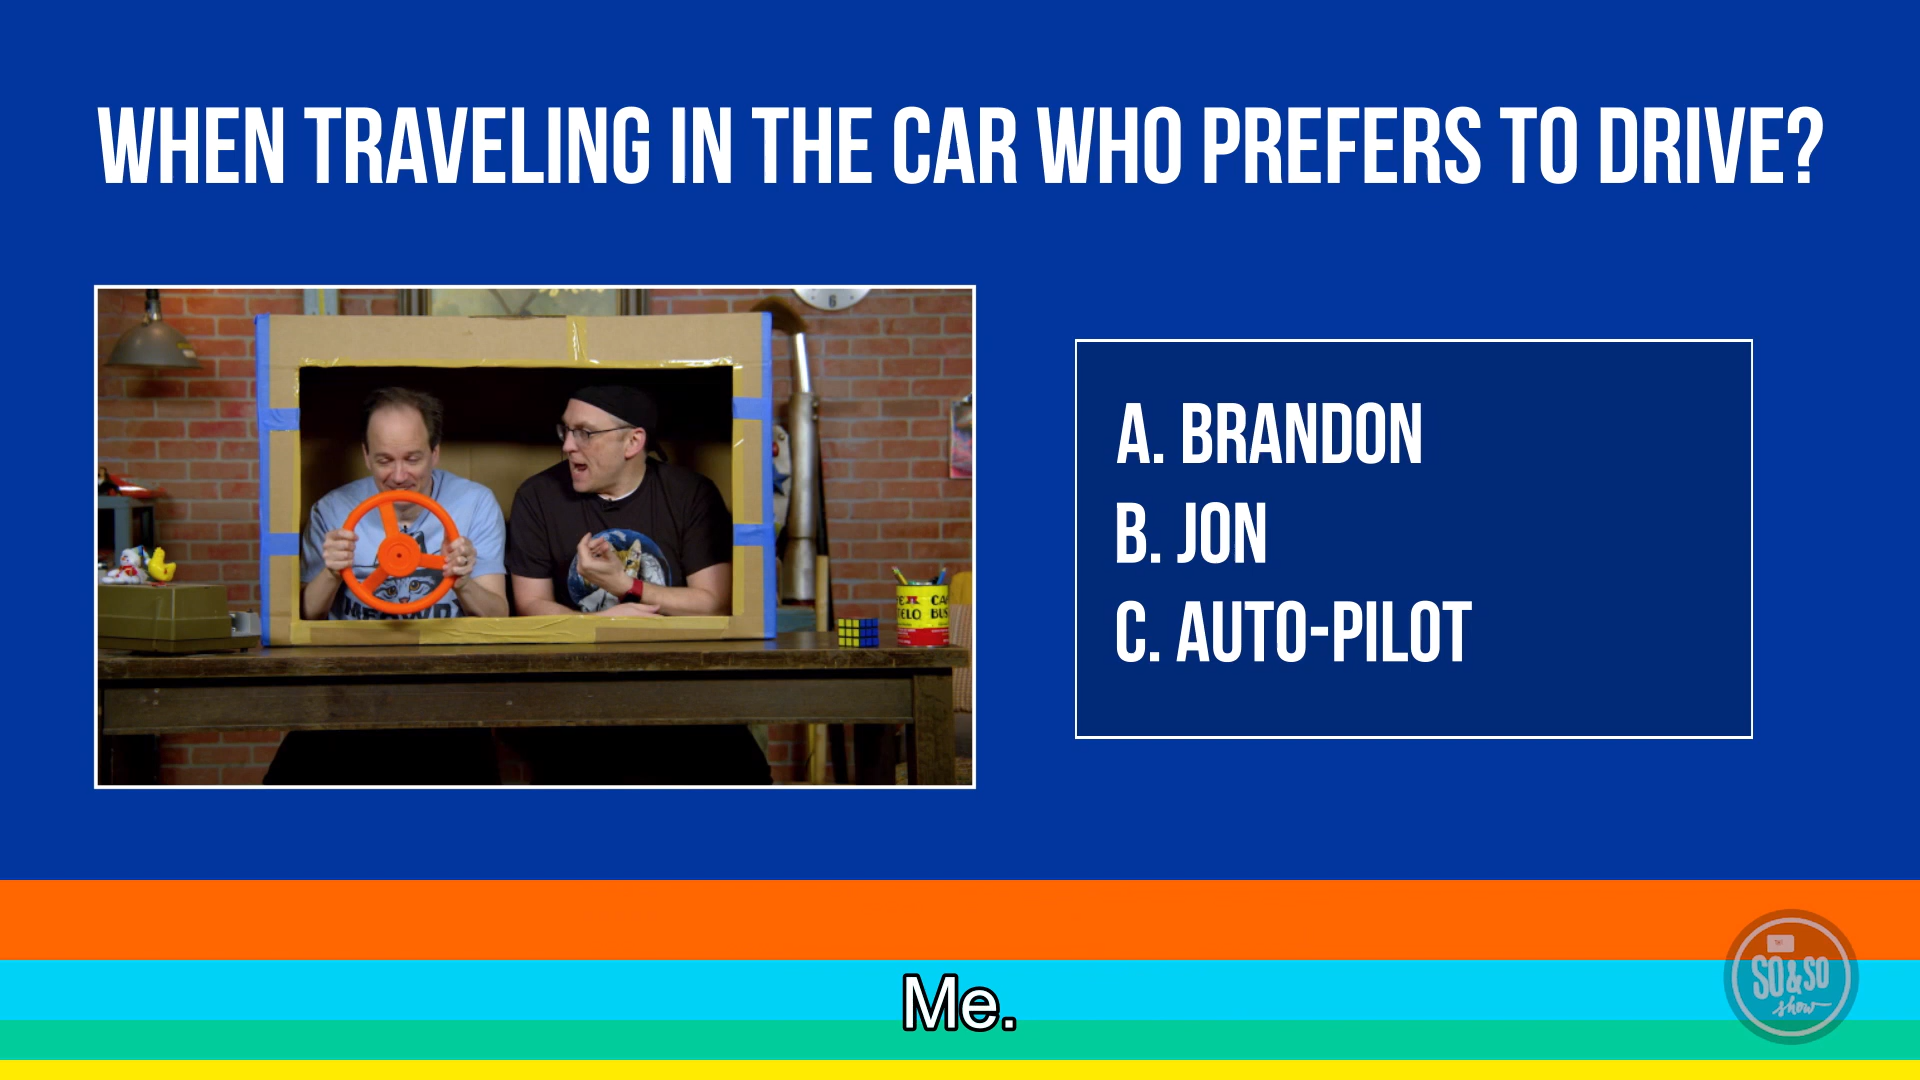 WHEN TRAVELING IN THE CAR WHO PREFERS TO DRIVE?
A. BRANDON
B. JON
C. AUTO-PILOT
Me.
SO & SO
show